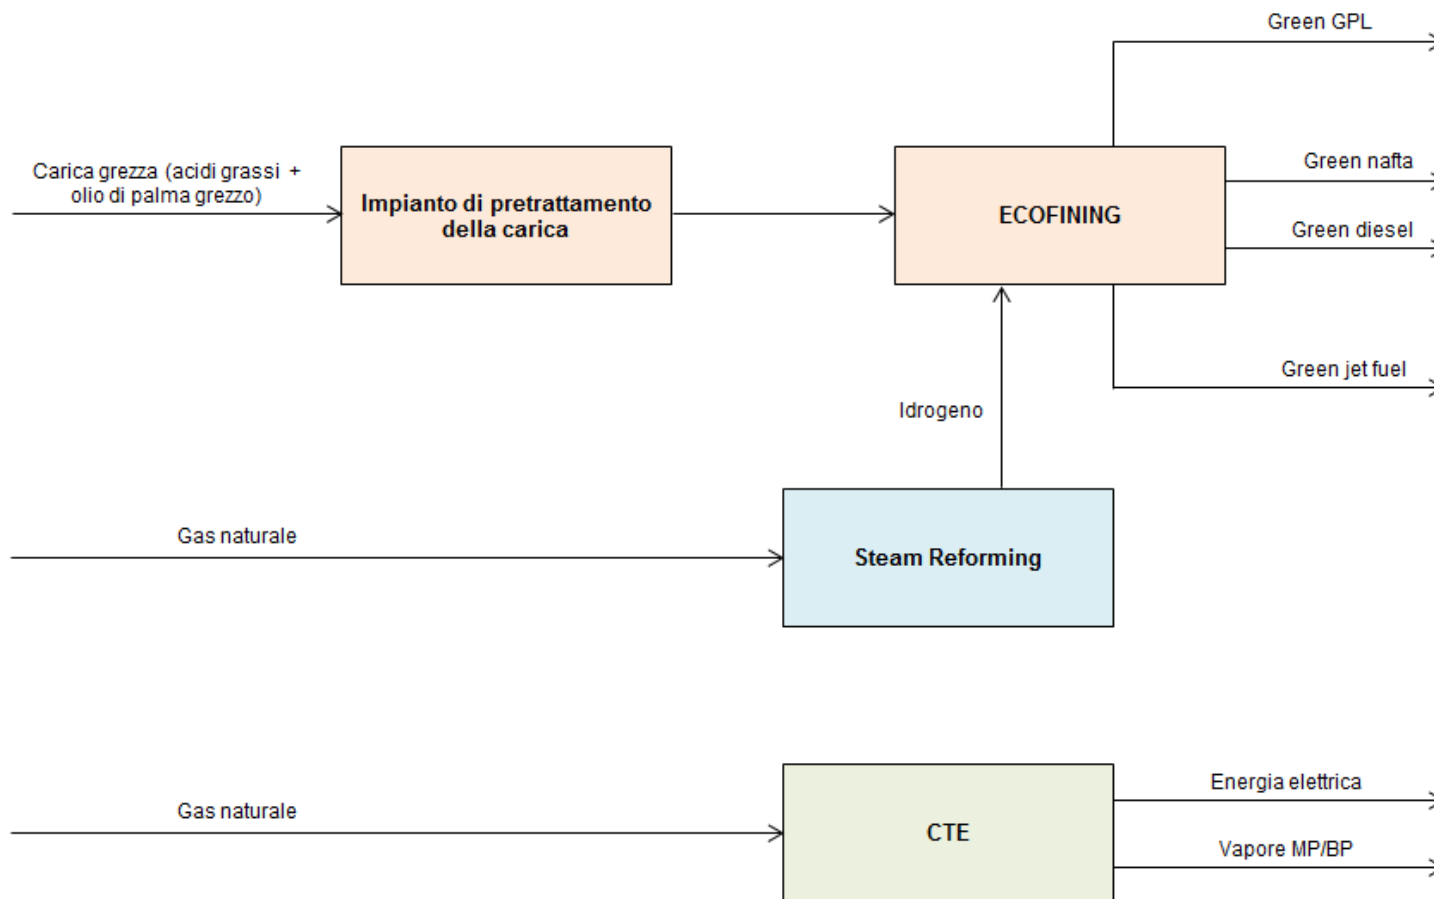 Green GPL
Carica grezza (acidi grassi +
olio di palma grezzo)
Impianto di pretrattamento
della carica
ECOFINING
Green nafta
Green diesel
Green jet fuel
Idrogeno
Gas naturale
Steam Reforming
Gas naturale
CTE
Energia elettrica
Vapore MP/BP